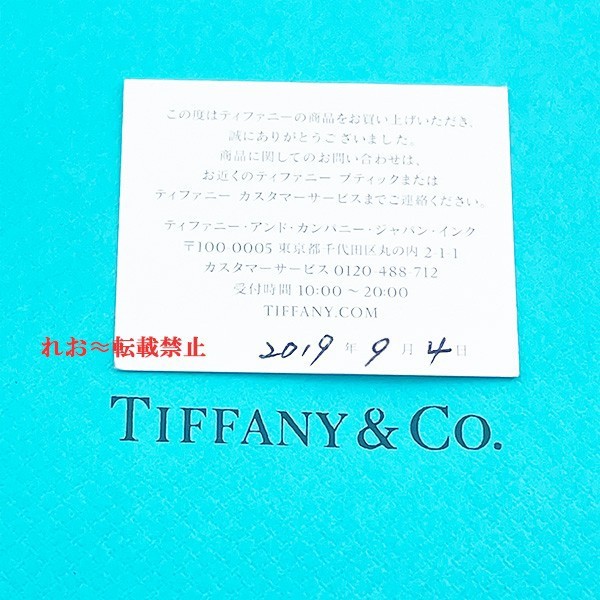 この度はティファニーの商品をお買い上げいただき、
誠にありがとうございました。
商品に関してのお問い合わせは、
お近くのティファニー ブティックまたは
ティファニー カスタマーサービスまでご連絡ください。
ティファニー・アンド・カンパニー・ジャパン・インク
〒100-0005 東京都千代田区丸の内 2-1-1
カスタマーサービス 0120-488-712
受付時間 10:00〜20:00
TIFFANY.COM
れお〜転載禁止
2019年9月4日
TIFFANY & CO.